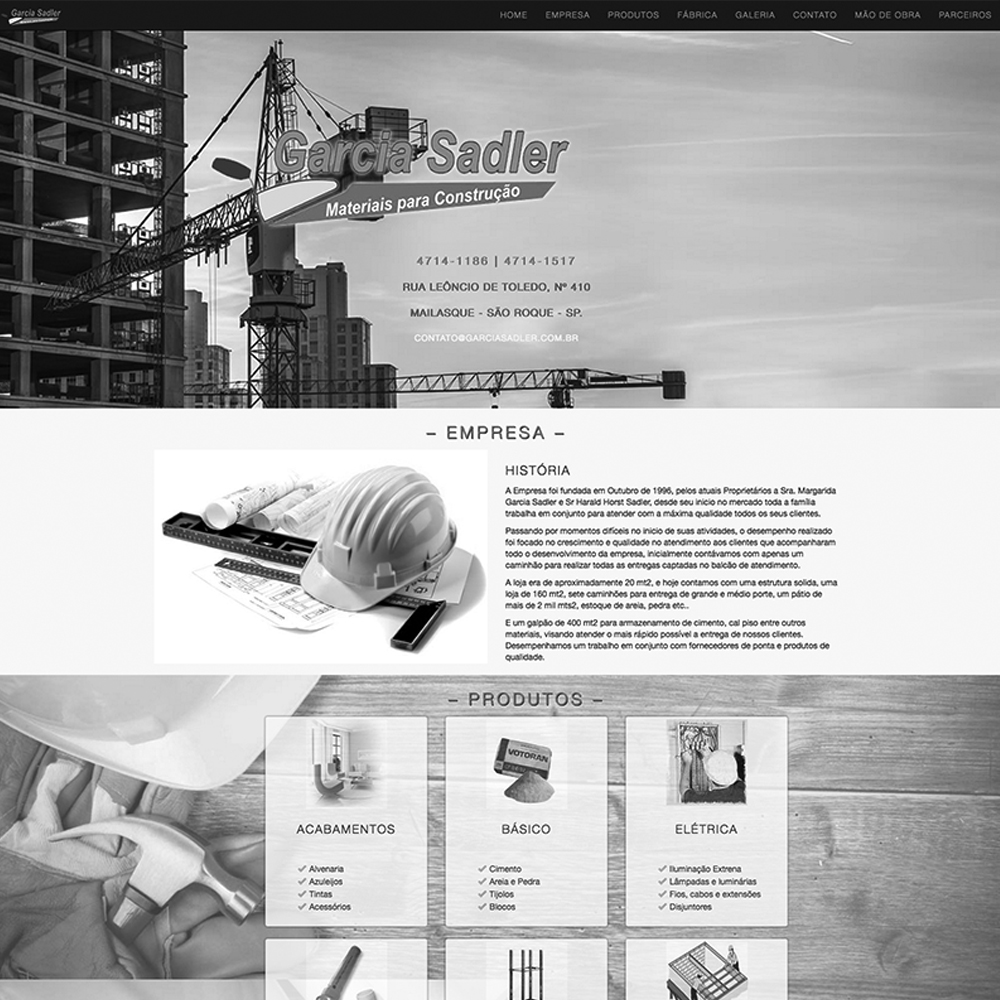 Garcia Sadler
HOME EMPRESA PRODUTOS FÁBRICA GALERIA CONTATO MÃO DE OBRA PARCEIROS
Garcia Sadler
Materiais para Construção
4714-1186 | 4714-1517
RUA LEÔNCIO DE TOLEDO, Nº 410
MAILASQUE - SÃO ROQUE - SP.
CONTATO@GARCIASADLER.COM.BR
– EMPRESA –
HISTÓRIA
A Empresa foi fundada em Outubro de 1996, pelos atuais Proprietários a Sra. Margarida
Garcia Sadler e Sr Harald Horst Sadler, desde seu inicio no mercado toda a família
trabalha em conjunto para atender com a máxima qualidade todos os seus clientes.
Passando por momentos difíceis no inicio de suas atividades, o desempenho realizado
foi focado no crescimento e qualidade no atendimento aos clientes que acompanharam
todo o desenvolvimento da empresa, inicialmente contávamos com apenas um
caminhão para realizar todas as entregas captadas no balcão de atendimento.
A loja era de aproximadamente 20 mt2, e hoje contamos com uma estrutura solida, uma
loja de 160 mt2, sete caminhões para entrega de grande e médio porte, um pátio de
mais de 2 mil mts2, estoque de areia, pedra etc..
E um galpão de 400 mt2 para armazenamento de cimento, cal piso entre outros
materiais, visando atender o mais rápido possível a entrega de nossos clientes.
Desempenhamos um trabalho em conjunto com fornecedores de ponta e produtos de
qualidade.
– PRODUTOS –
VOTORAN
ACABAMENTOS
Alvenaria
Azuleijos
Tintas
Acessórios
BÁSICO
Cimento
Areia e Pedra
Tijolos
Blocos
ELÉTRICA
Iluminação Extrena
Lâmpadas e luminárias
Fios, cabos e extensões
Disjuntores